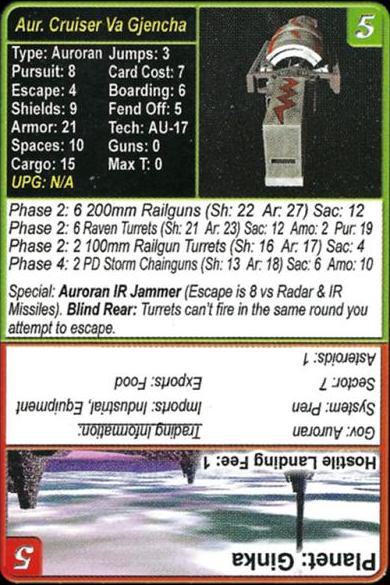 Aur. Cruiser Va Gjencha
5
Type: Auroran Jumps: 3
Pursuit: 8 Card Cost: 7
Escape: 4 Boarding: 6
Shields: 9 Fend Off: 5
Armor: 21 Tech: AU-17
Spaces: 10 Guns: 0
Cargo: 15 Max T: 0
UPG: N/A
Phase 2: 6 200mm Railguns (Sh: 22 Ar: 27) Sac: 12
Phase 2: 6 Raven Turrets (Sh: 21 Ar: 23) Sac: 12 Amo: 2 Pur: 19
Phase 2: 2 100mm Railgun Turrets (Sh: 16 Ar: 17) Sac: 4
Phase 4: 2 PD Storm Chainguns (Sh: 13 Ar: 18) Sac: 6 Amo: 10
Special: Auroran IR Jammer (Escape is 8 vs Radar & IR
Missiles). Blind Rear: Turrets can't fire in the same round you
attempt to escape.
Planet: Ginka
5
Hostile Landing Fee: 1
Gov: Auroran Trading Information:
System: Pren Imports: Industrial, Equipment
Sector: 7 Exports: Food
Asteroids: 1